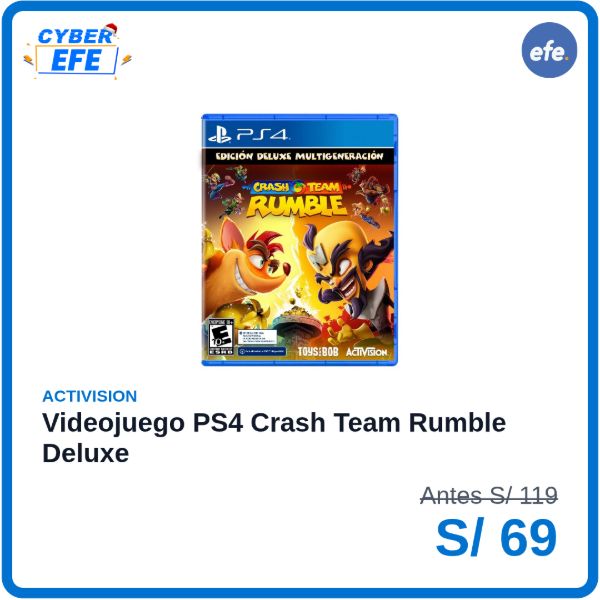 CYBER
EFE
efe.
PS4
EDICIÓN DELUXE MULTIGENERACIÓN
CRASH TEAM
RUMBLE
E
10+
ESRB
TOYS FOR BOB
ACTIVISION
ACTIVISION
Videojuego PS4 Crash Team Rumble
Deluxe
Antes S/ 119
S/ 69